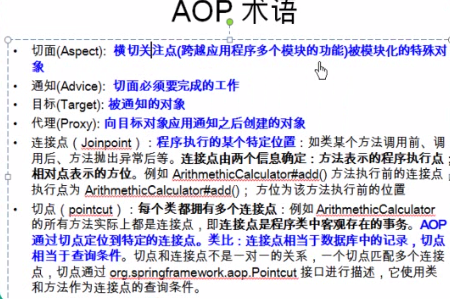 AOP 术语
• 切面(Aspect): 横切关注点(跨越应用程序多个模块的功能)被模块化的特殊对
象
• 通知(Advice): 切面必须要完成的工作
• 目标(Target): 被通知的对象
• 代理(Proxy): 向目标对象应用通知之后创建的对象
• 连接点（Joinpoint）：程序执行的某个特定位置：如类某个方法调用前、调
用后、方法抛出异常后等。连接点由两个信息确定：方法表示的程序执行点；
相对点表示的方位。例如 ArithmethicCalculator#add() 方法执行前的连接点，
执行点为 ArithmethicCalculator#add()； 方位为该方法执行前的位置
• 切点（pointcut）：每个类都拥有多个连接点：例如 ArithmethicCalculator
的所有方法实际上都是连接点，即连接点是程序类中客观存在的事务。AOP
通过切点定位到特定的连接点。类比：连接点相当于数据库中的记录，切点
相当于查询条件。切点和连接点不是一对一的关系，一个切点匹配多个连接
点，切点通过 org.springframework.aop.Pointcut 接口进行描述，它使用类
和方法作为连接点的查询条件。